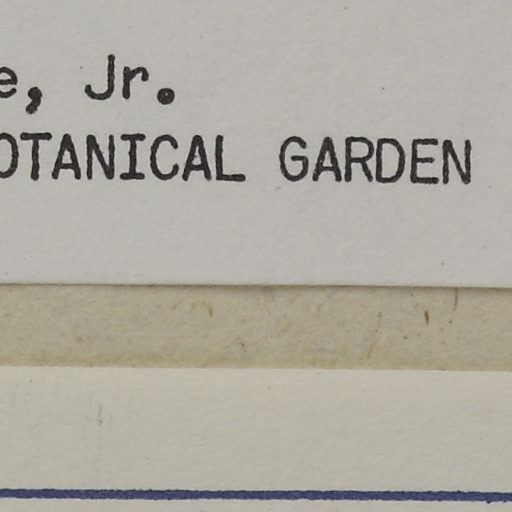 e, Jr.
OTANICAL GARDEN